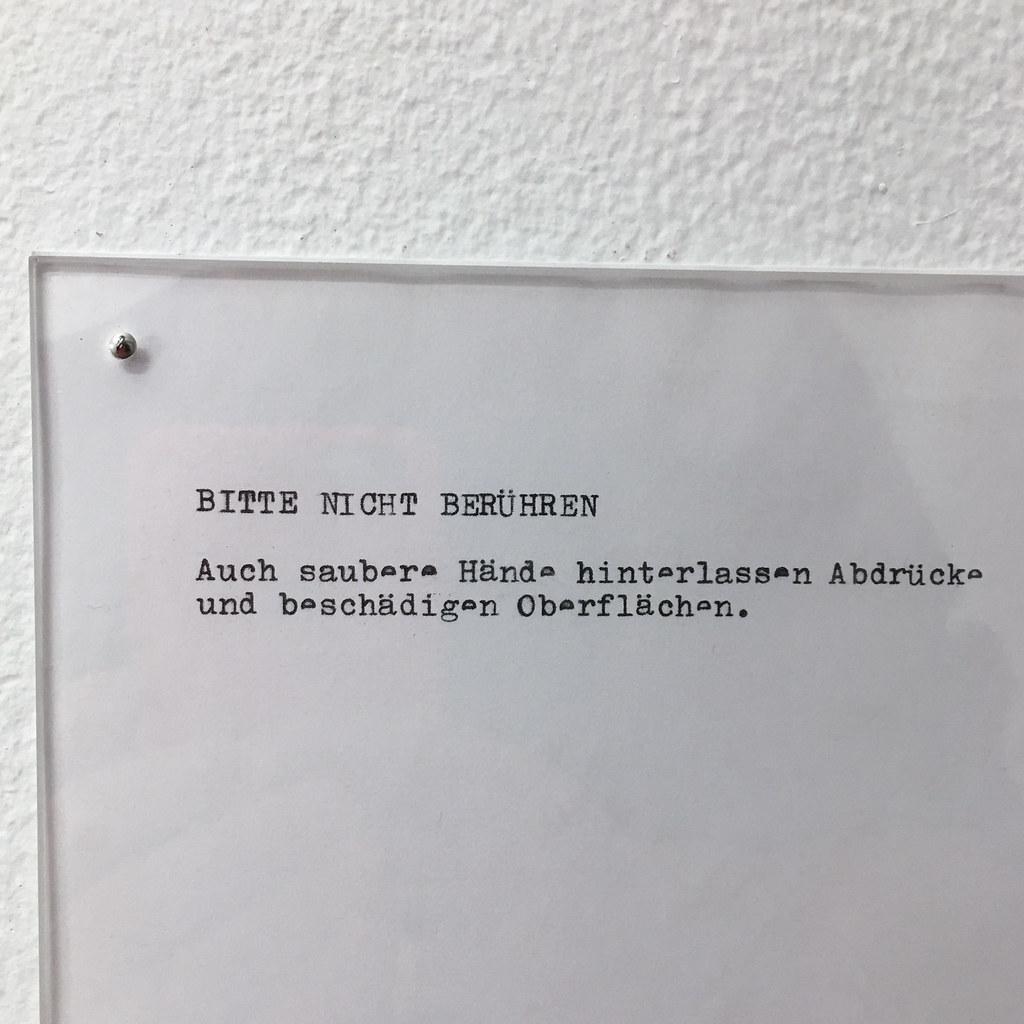 BITTE NICHT BERÜHREN
Auch saubere Hände hinterlassen Abdrücke
und beschädigen Oberflächen.